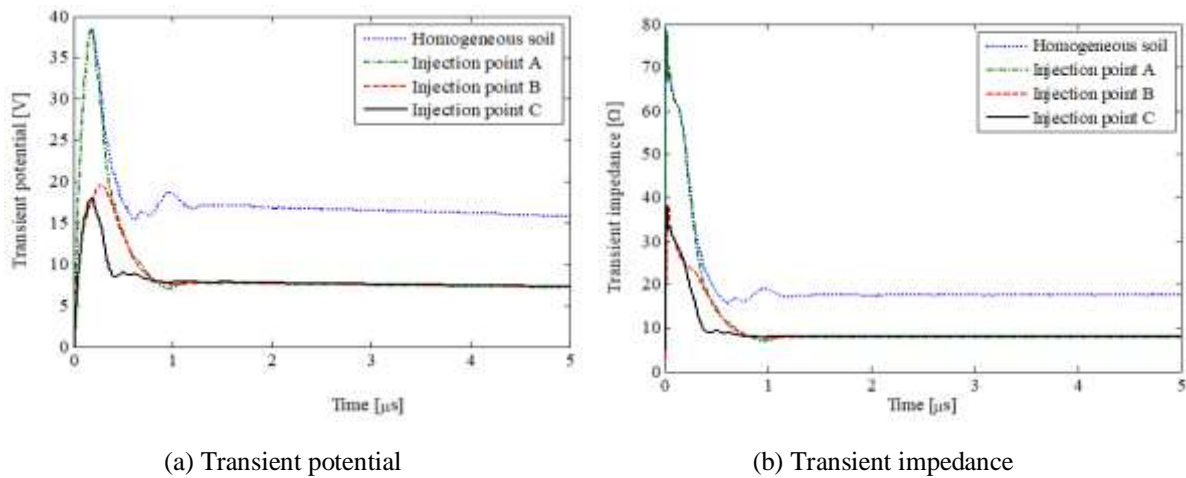 Transient potential [V]
40
35
30
25
20
15
10
5
0
Homogeneous soil
Injection point A
Injection point B
Injection point C
0
1
2
3
4
5
Time [μs]
(a) Transient potential
Transient impedance [Ω]
80
70
60
50
40
30
20
10
0
Homogeneous soil
Injection point A
Injection point B
Injection point C
0
1
2
3
4
5
Time [μs]
(b) Transient impedance